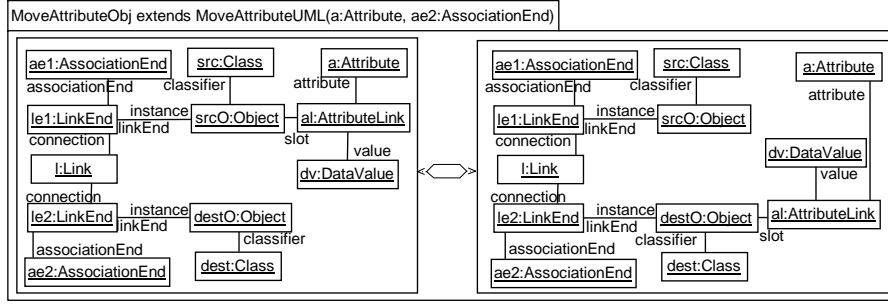 MoveAttributeObj extends MoveAttributeUML(a:Attribute, ae2:AssociationEnd)
ae1:AssociationEnd
src:Class
a:Attribute
associationEnd
classifier
attribute
le1:LinkEnd
instance
linkEnd
srcO:Object
al:AttributeLink
connection
slot
value
l:Link
dv:DataValue
connection
le2:LinkEnd
instance
linkEnd
destO:Object
associationEnd
classifier
ae2:AssociationEnd
dest:Class
ae1:AssociationEnd
src:Class
a:Attribute
associationEnd
classifier
attribute
le1:LinkEnd
instance
linkEnd
srcO:Object
connection
l:Link
dv:DataValue
value
connection
le2:LinkEnd
instance
linkEnd
destO:Object
al:AttributeLink
associationEnd
classifier
slot
ae2:AssociationEnd
dest:Class